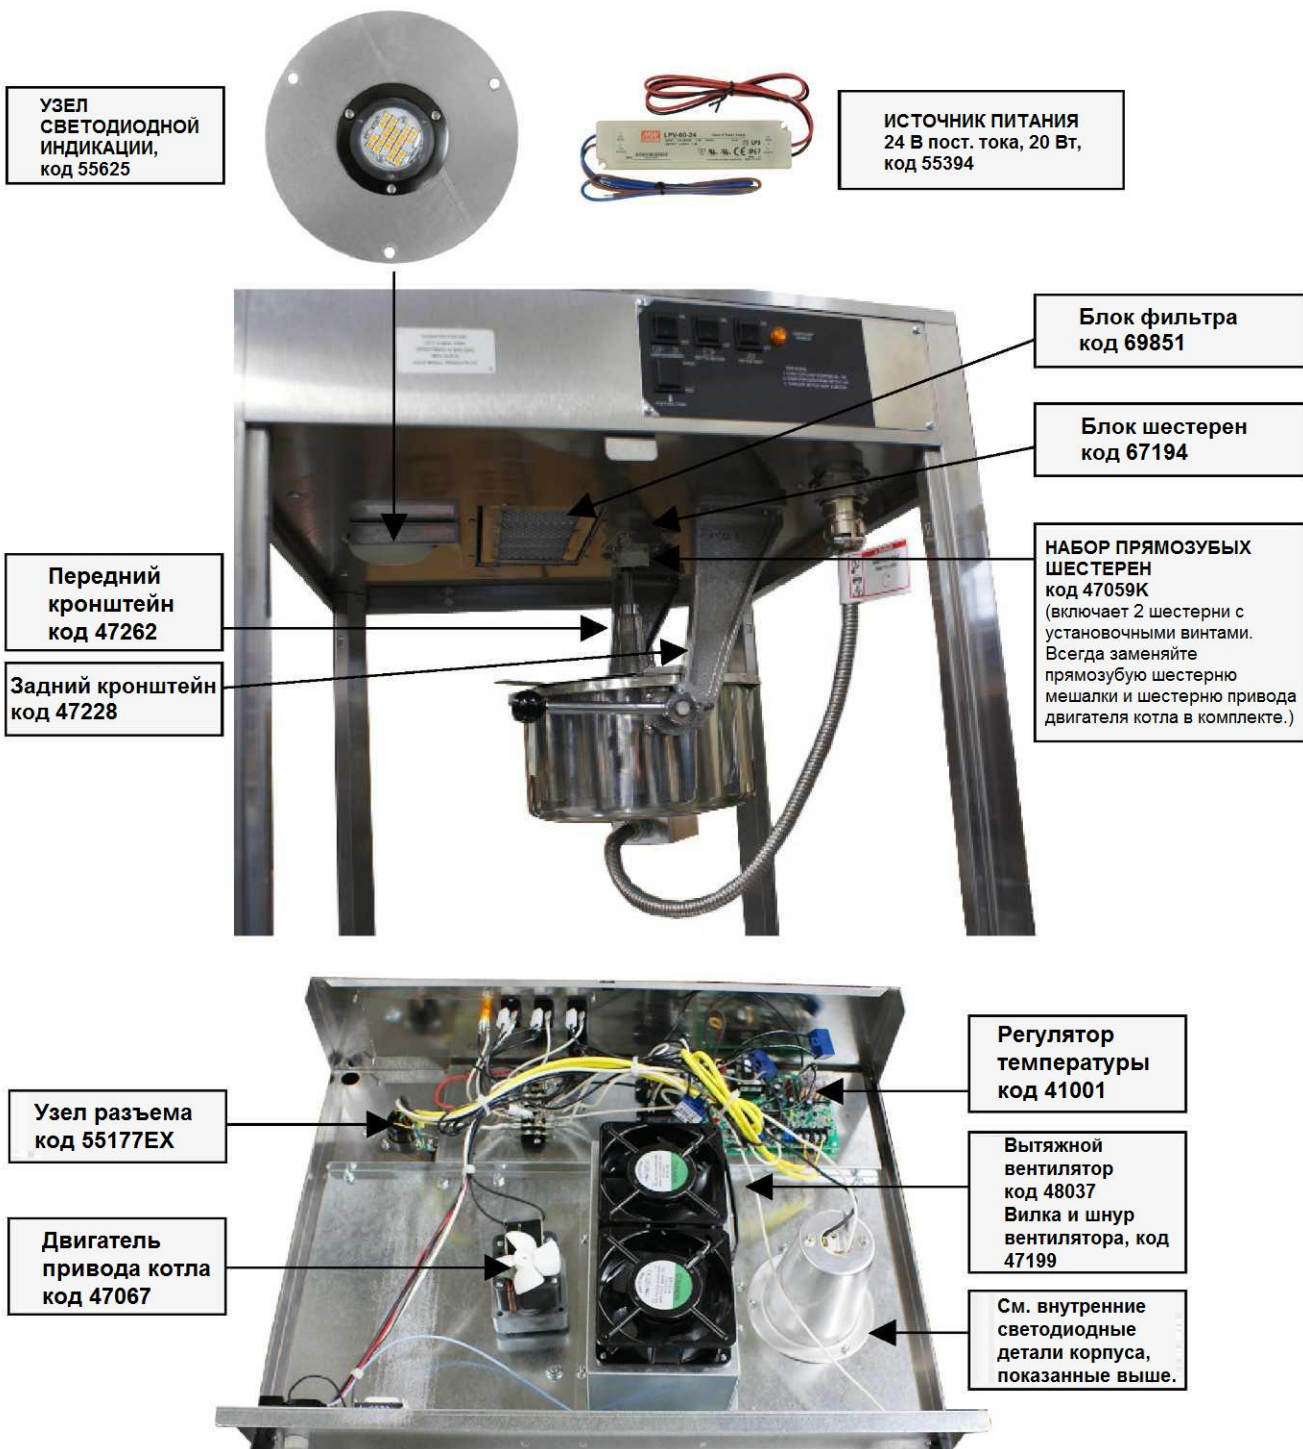 УЗЕЛ
СВЕТОДИОДНОЙ
ИНДИКАЦИИ,
код 55625
LPV-60-24
ИСТОЧНИК ПИТАНИЯ
24 В пост. тока, 20 Вт,
код 55394
Блок фильтра
код 69851
Блок шестерен
код 67194
НАБОР ПРЯМОЗУБЫХ
ШЕСТЕРЕН
код 47059K
(включает 2 шестерни с
установочными винтами.
Всегда заменяйте
прямозубую шестерню
мешалки и шестерню привода
двигателя котла в комплекте.)
Передний
кронштейн
код 47262
Задний кронштейн
код 47228
Регулятор
температуры
код 41001
Узел разъема
код 55177EX
Вытяжной
вентилятор
код 48037
Вилка и шнур
вентилятора, код
47199
Двигатель
привода котла
код 47067
См. внутренние
светодиодные
детали корпуса,
показанные выше.